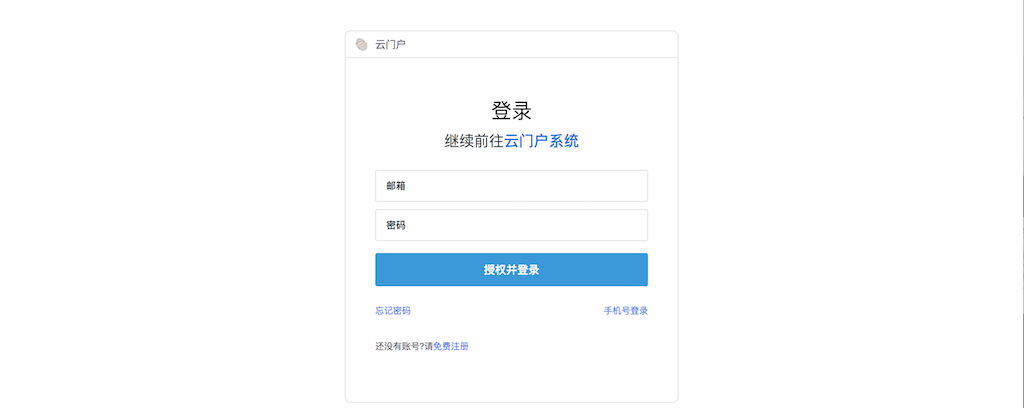 云门户
登录
继续前往云门户系统
邮箱
密码
授权并登录
忘记密码 手机号登录
还没有账号?请免费注册